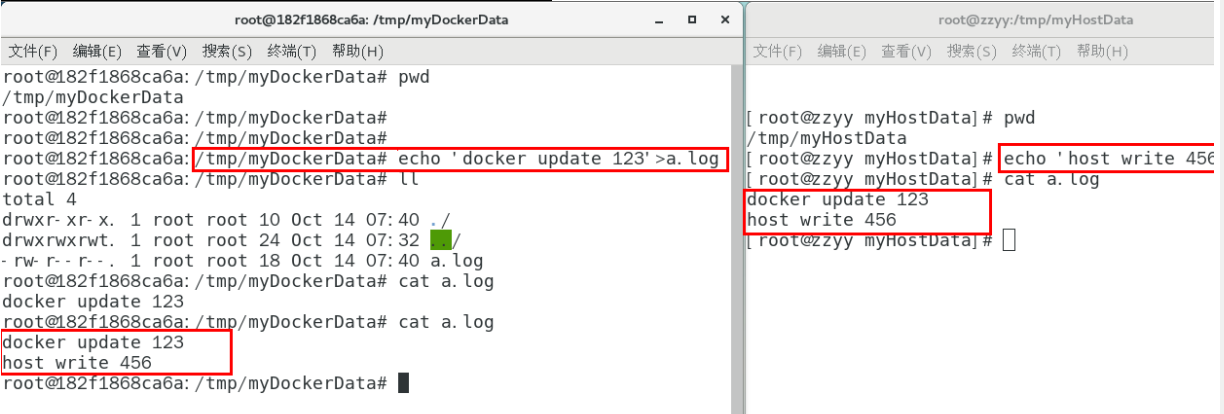 root@182f1868ca6a: /tmp/myDockerData
文件(F) 编辑(E) 查看(V) 搜索(S) 终端(T) 帮助(H)
root@182f1868ca6a:/tmp/myDockerData# pwd
/tmp/myDockerData
root@182f1868ca6a:/tmp/myDockerData#
root@182f1868ca6a:/tmp/myDockerData#
root@182f1868ca6a:/tmp/myDockerData# echo 'docker update 123'>a.log
root@182f1868ca6a:/tmp/myDockerData# ll
total 4
drwxr-xr-x. 1 root root 10 Oct 14 07:40 ./
drwxrwxrwt. 1 root root 24 Oct 14 07:32 ../
-rw-r--r--. 1 root root 18 Oct 14 07:40 a.log
root@182f1868ca6a:/tmp/myDockerData# cat a.log
docker update 123
root@182f1868ca6a:/tmp/myDockerData# cat a.log
docker update 123
host write 456
root@182f1868ca6a:/tmp/myDockerData#
root@zzyy:/tmp/myHostData
文件(F) 编辑(E) 查看(V) 搜索(S) 终端(T) 帮助(H)
[root@zzyy myHostData]# pwd
/tmp/myHostData
[root@zzyy myHostData]# echo 'host write 456
[root@zzyy myHostData]# cat a.log
docker update 123
host write 456
[root@zzyy myHostData]#